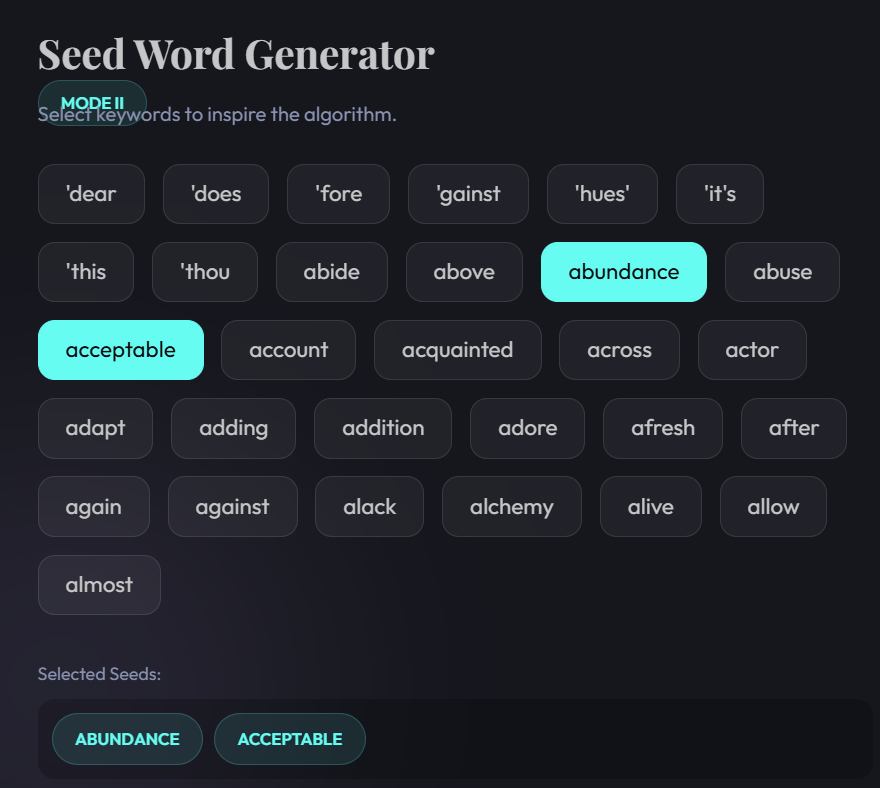 Seed Word Generator
MODE II
Select keywords to inspire the algorithm.
'dear 'does 'fore 'gainst 'hues' 'it's
'this 'thou abide above abundance abuse
acceptable account acquainted across actor
adapt adding addition adore afresh after
again against alack alchemy alive allow
almost
Selected Seeds:
ABUNDANCE ACCEPTABLE